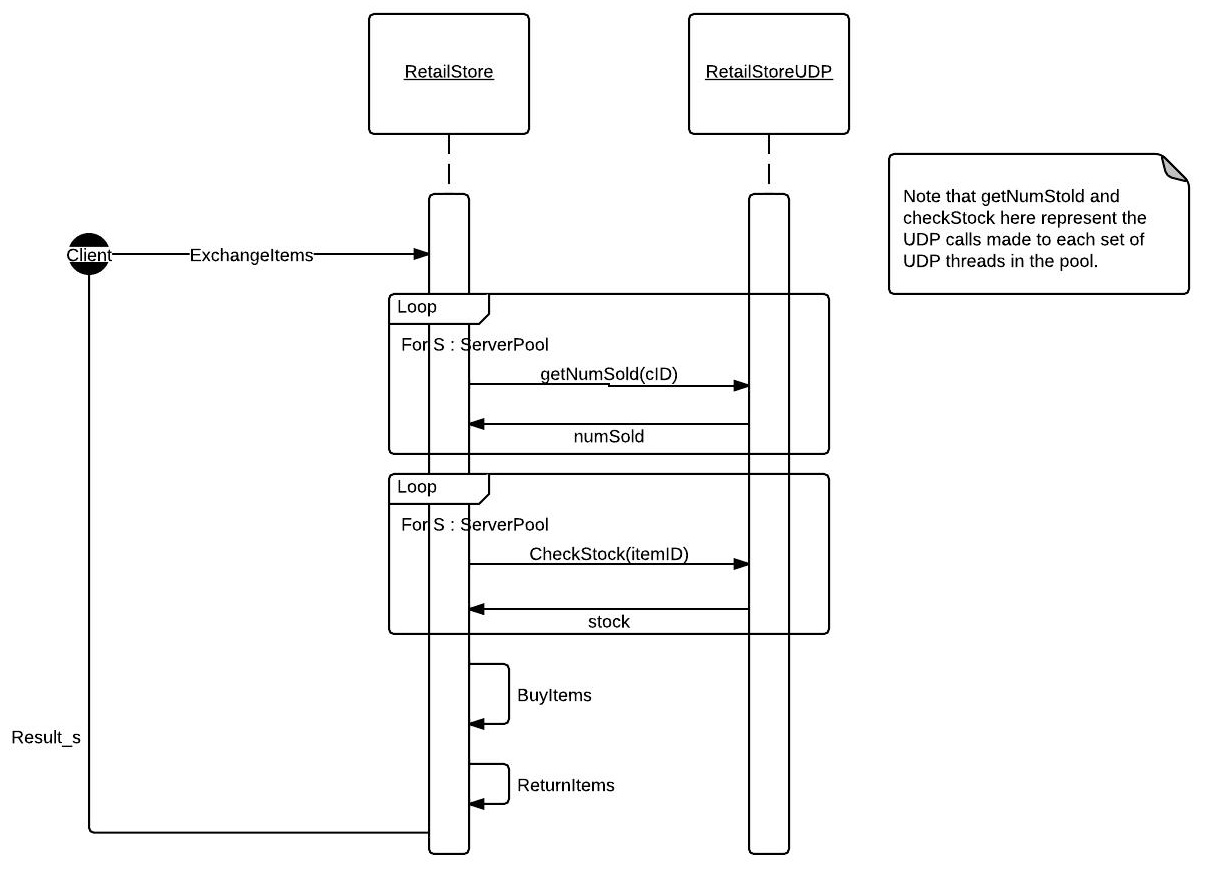 RetailStore
RetailStoreUDP
Note that getNumStold and
checkStock here represent the
UDP calls made to each set of
UDP threads in the pool.
Client
ExchangeItems
Loop
For S : ServerPool
getNumSold(cID)
numSold
Loop
For S : ServerPool
CheckStock(itemID)
stock
BuyItems
Result_s
ReturnItems